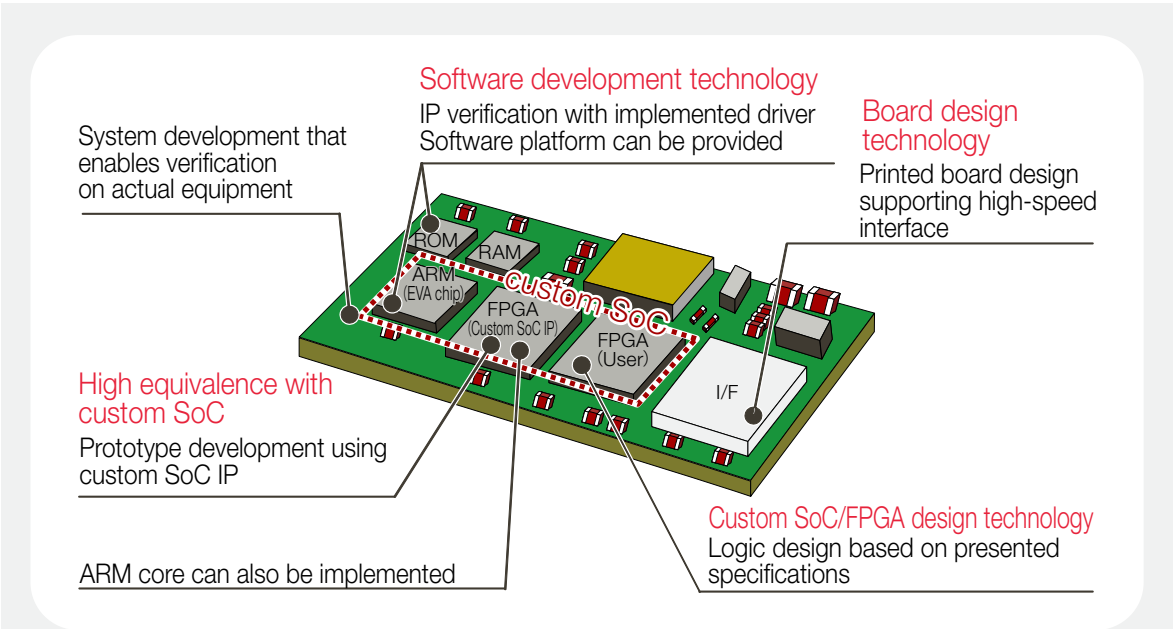 Software development technology
IP verification with implemented driver
Software platform can be provided
Board design
technology
Printed board design
supporting high-speed
interface
System development that
enables verification
on actual equipment
ROM
RAM
ARM
(EVA chip)
custom SoC
FPGA
(Custom SoC IP)
FPGA
(User)
I/F
High equivalence with
custom SoC
Prototype development using
custom SoC IP
ARM core can also be implemented
Custom SoC/FPGA design technology
Logic design based on presented
specifications